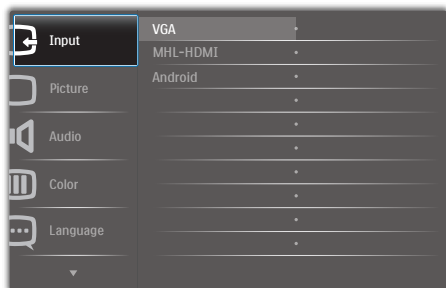 Input
Picture
Audio
Color
Language
VGA
MHL-HDMI
Android